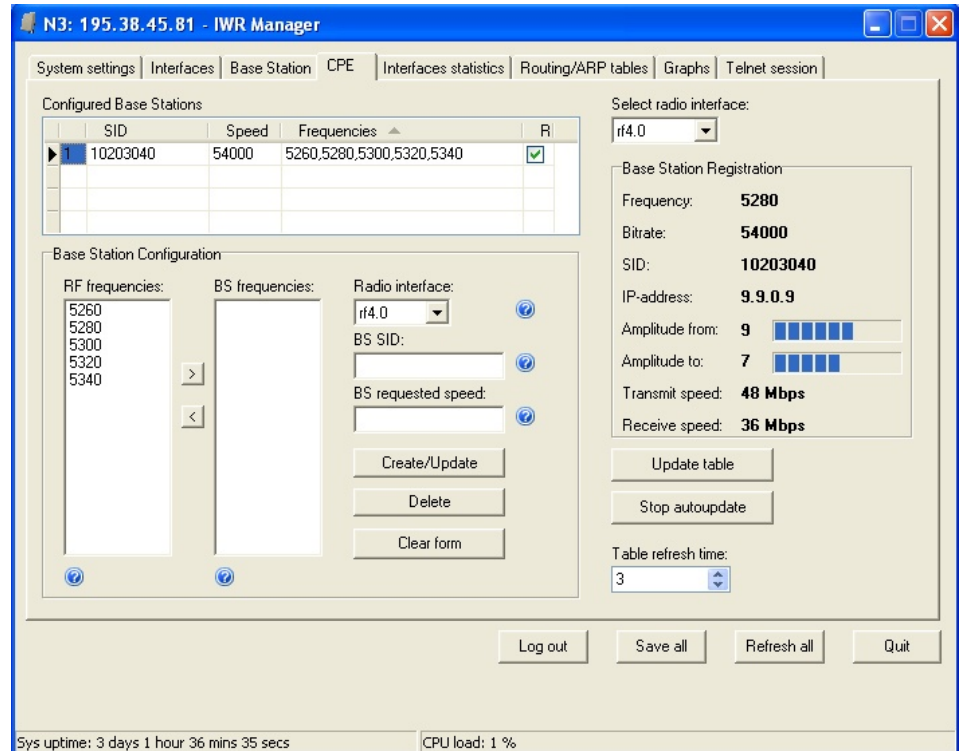 N3: 195.38.45.81 - IWR Manager
System settings Interfaces Base Station CPE Interfaces statistics Routing/ARP tables Graphs Telnet session
Configured Base Stations
SID Speed Frequencies R
1 10203040 54000 5260,5280,5300,5320,5340
Select radio interface:
rf4.0
Base Station Registration
Frequency: 5280
Bitrate: 54000
SID: 10203040
IP-address: 9.9.0.9
Amplitude from: 9
Amplitude to: 7
Transmit speed: 48 Mbps
Receive speed: 36 Mbps
Base Station Configuration
RF frequencies:
5260
5280
5300
5320
5340
>
<
BS frequencies:
Radio interface:
rf4.0
?
BS SID:
?
BS requested speed:
?
Create/Update
Delete
Clear form
?
?
Update table
Stop autoupdate
Table refresh time:
3
Log out Save all Refresh all Quit
Sys uptime: 3 days 1 hour 36 mins 35 secs CPU load: 1 %